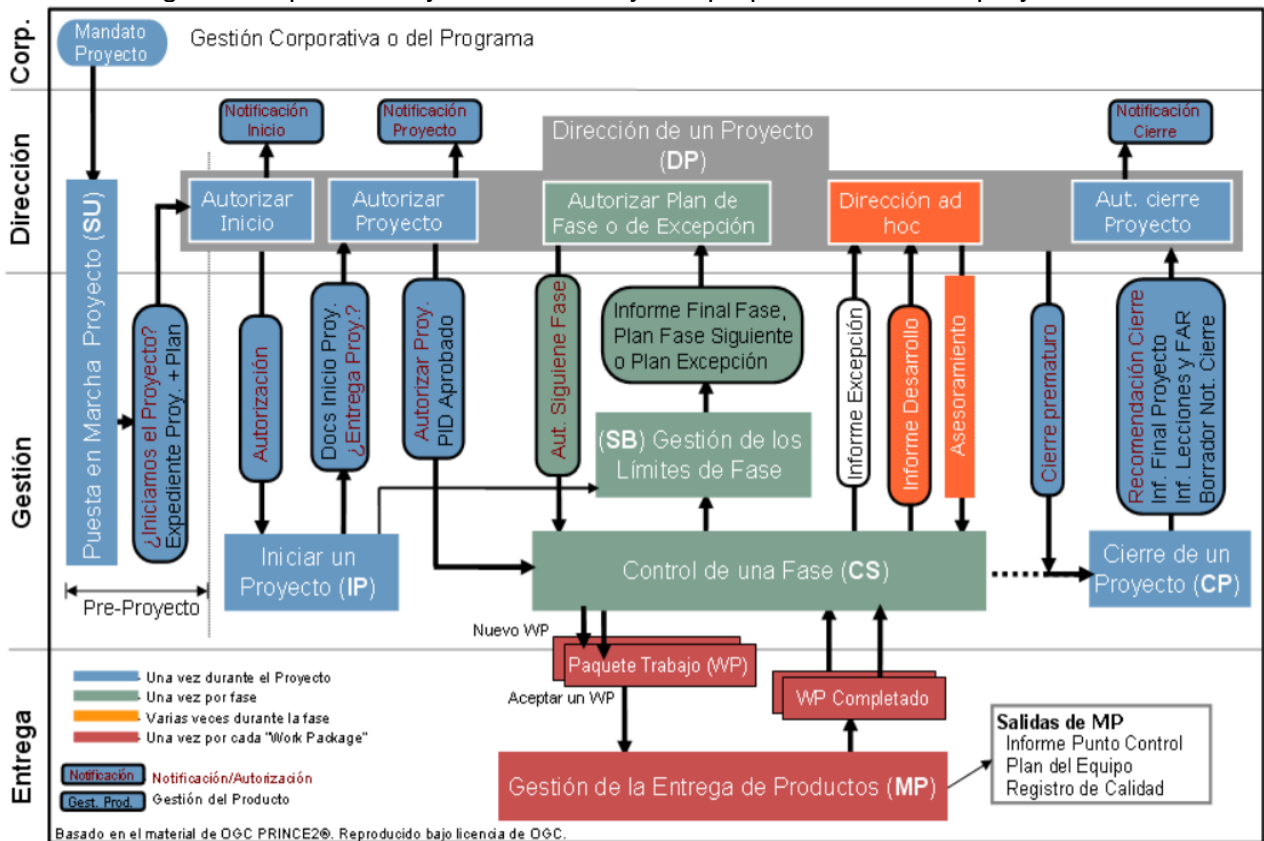 Corp.
Mandato
Proyecto
Gestión Corporativa o del Programa
Dirección
Notificación
Inicio
Notificación
Proyecto
Dirección de un Proyecto
(DP)
Notificación
Cierre
Autorizar
Inicio
Autorizar
Proyecto
Autorizar Plan de
Fase o de Excepción
Dirección ad
hoc
Aut. cierre
Proyecto
Puesta en Marcha Proyecto (SU)
Gestión
¿Iniciamos el Proyecto?
Expediente Proy. + Plan
Autorización
Docs Inicio Proy.
¿Entrega Proy.?
Autorizar Proy.
PID Aprobado
Aut. Siguiene Fase
Informe Final Fase,
Plan Fase Siguiente
o Plan Excepción
Informe Excepción
Informe Desarrollo
Asesoramiento
Cierre prematuro
Recomendación Cierre
Inf. Final Proyecto
Inf. Lecciones y FAR
Borrador Not. Cierre
(SB) Gestión de los
Límites de Fase
Iniciar un
Proyecto (IP)
Control de una Fase (CS)
Cierre de un
Proyecto (CP)
Pre-Proyecto
Nuevo WP
Entrega
Paquete Trabajo (WP)
Aceptar un WP
WP Completado
Una vez durante el Proyecto
Una vez por fase
Varias veces durante la fase
Una vez por cada "Work Package"
Notificación
Notificación/Autorización
Gest. Prod.
Gestión del Producto
Gestión de la Entrega de Productos (MP)
Salidas de MP
Informe Punto Control
Plan del Equipo
Registro de Calidad
Basado en el material de OGC PRINCE2®. Reproducido bajo licencia de OGC.